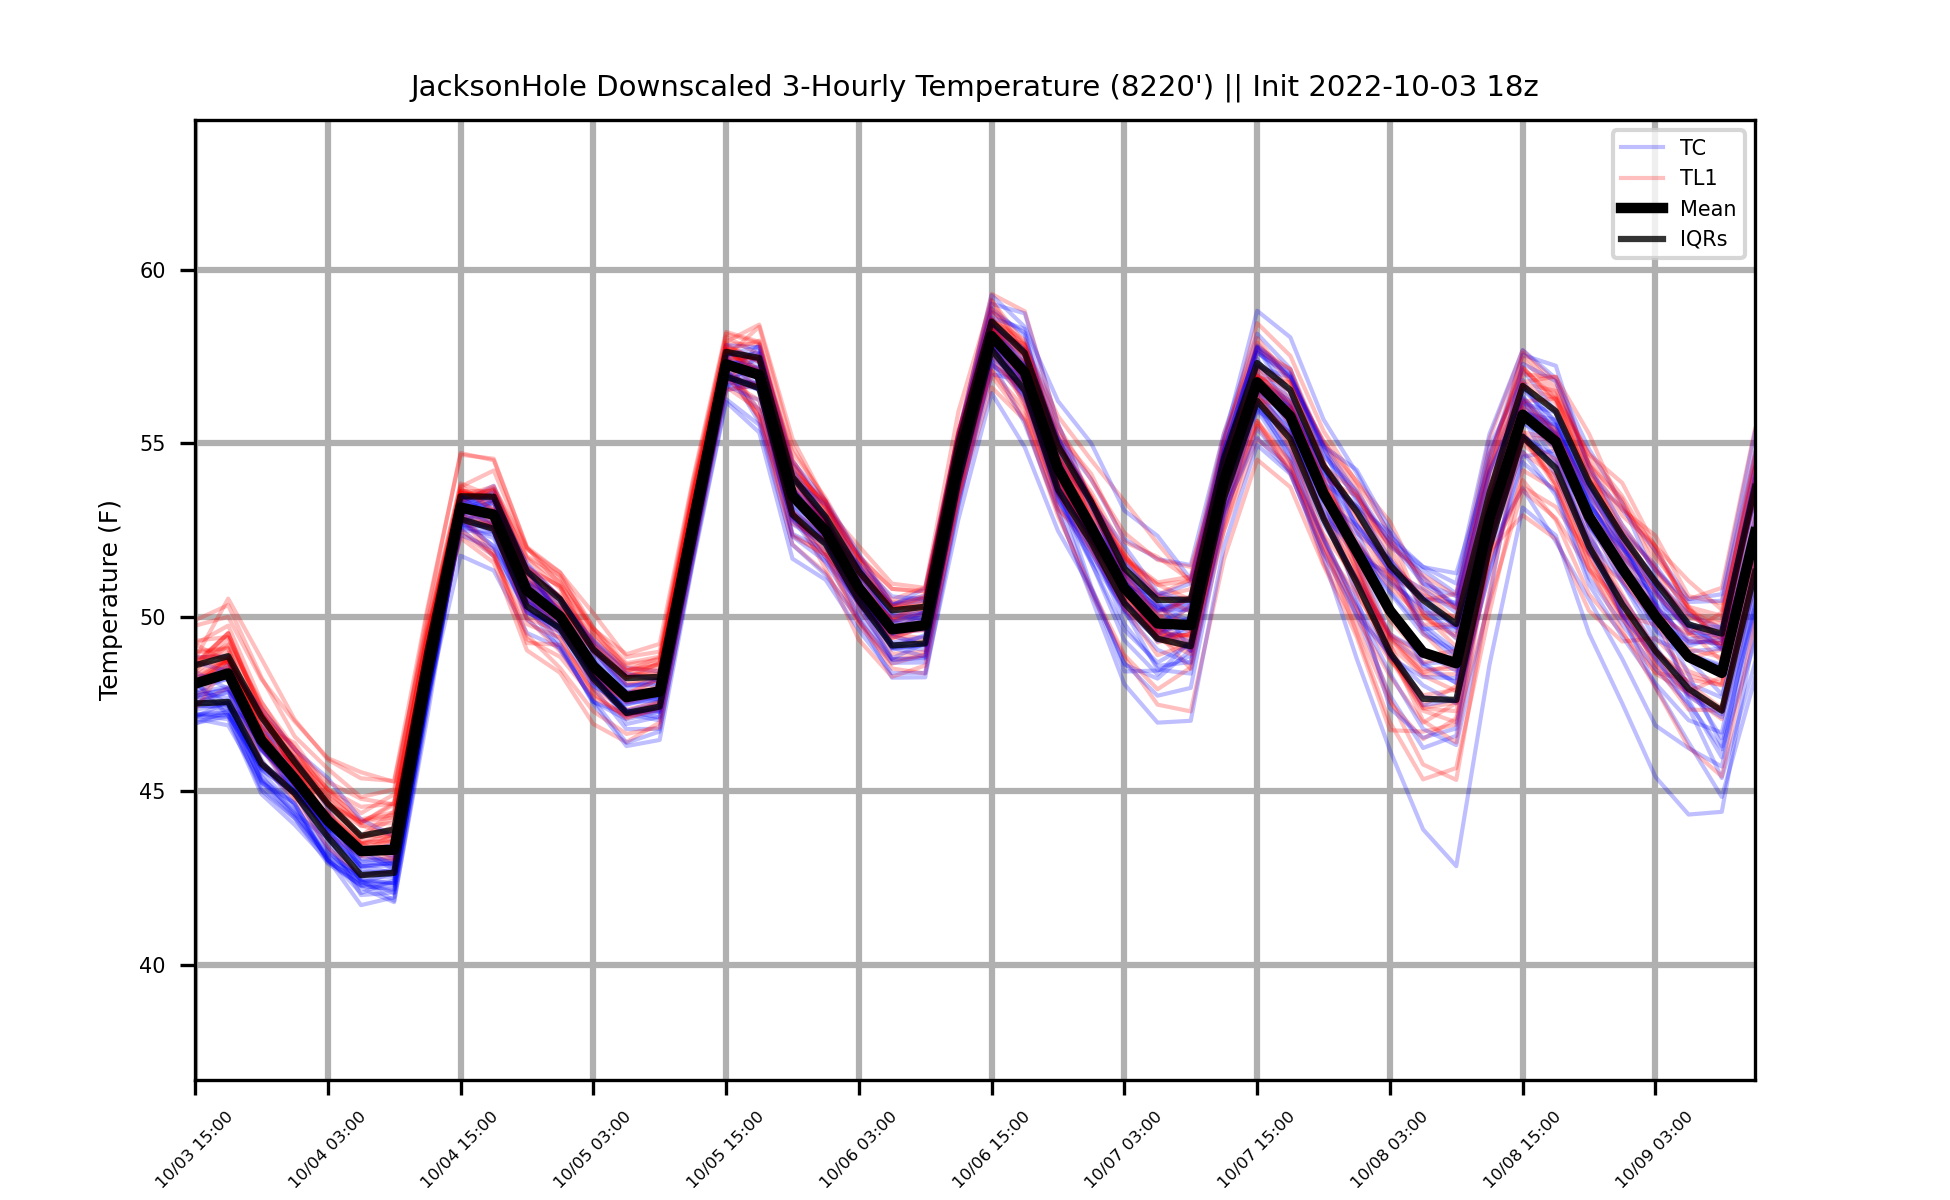 JacksonHole Downscaled 3-Hourly Temperature (8220') || Init 2022-10-03 18z
TC
TL1
Mean
IQRs
Temperature (F)
60
55
50
45
40
10/03 15:00
10/04 03:00
10/04 15:00
10/05 03:00
10/05 15:00
10/06 03:00
10/06 15:00
10/07 03:00
10/07 15:00
10/08 03:00
10/08 15:00
10/09 03:00